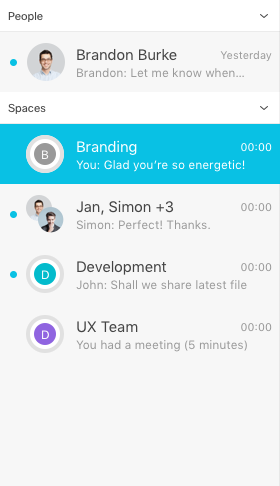 People
Brandon Burke
Yesterday
Brandon: Let me know when...
Spaces
B
Branding
00:00
You: Glad you're so energetic!
Jan, Simon +3
00:00
Simon: Perfect! Thanks.
D
Development
00:00
John: Shall we share latest file
D
UX Team
00:00
You had a meeting (5 minutes)